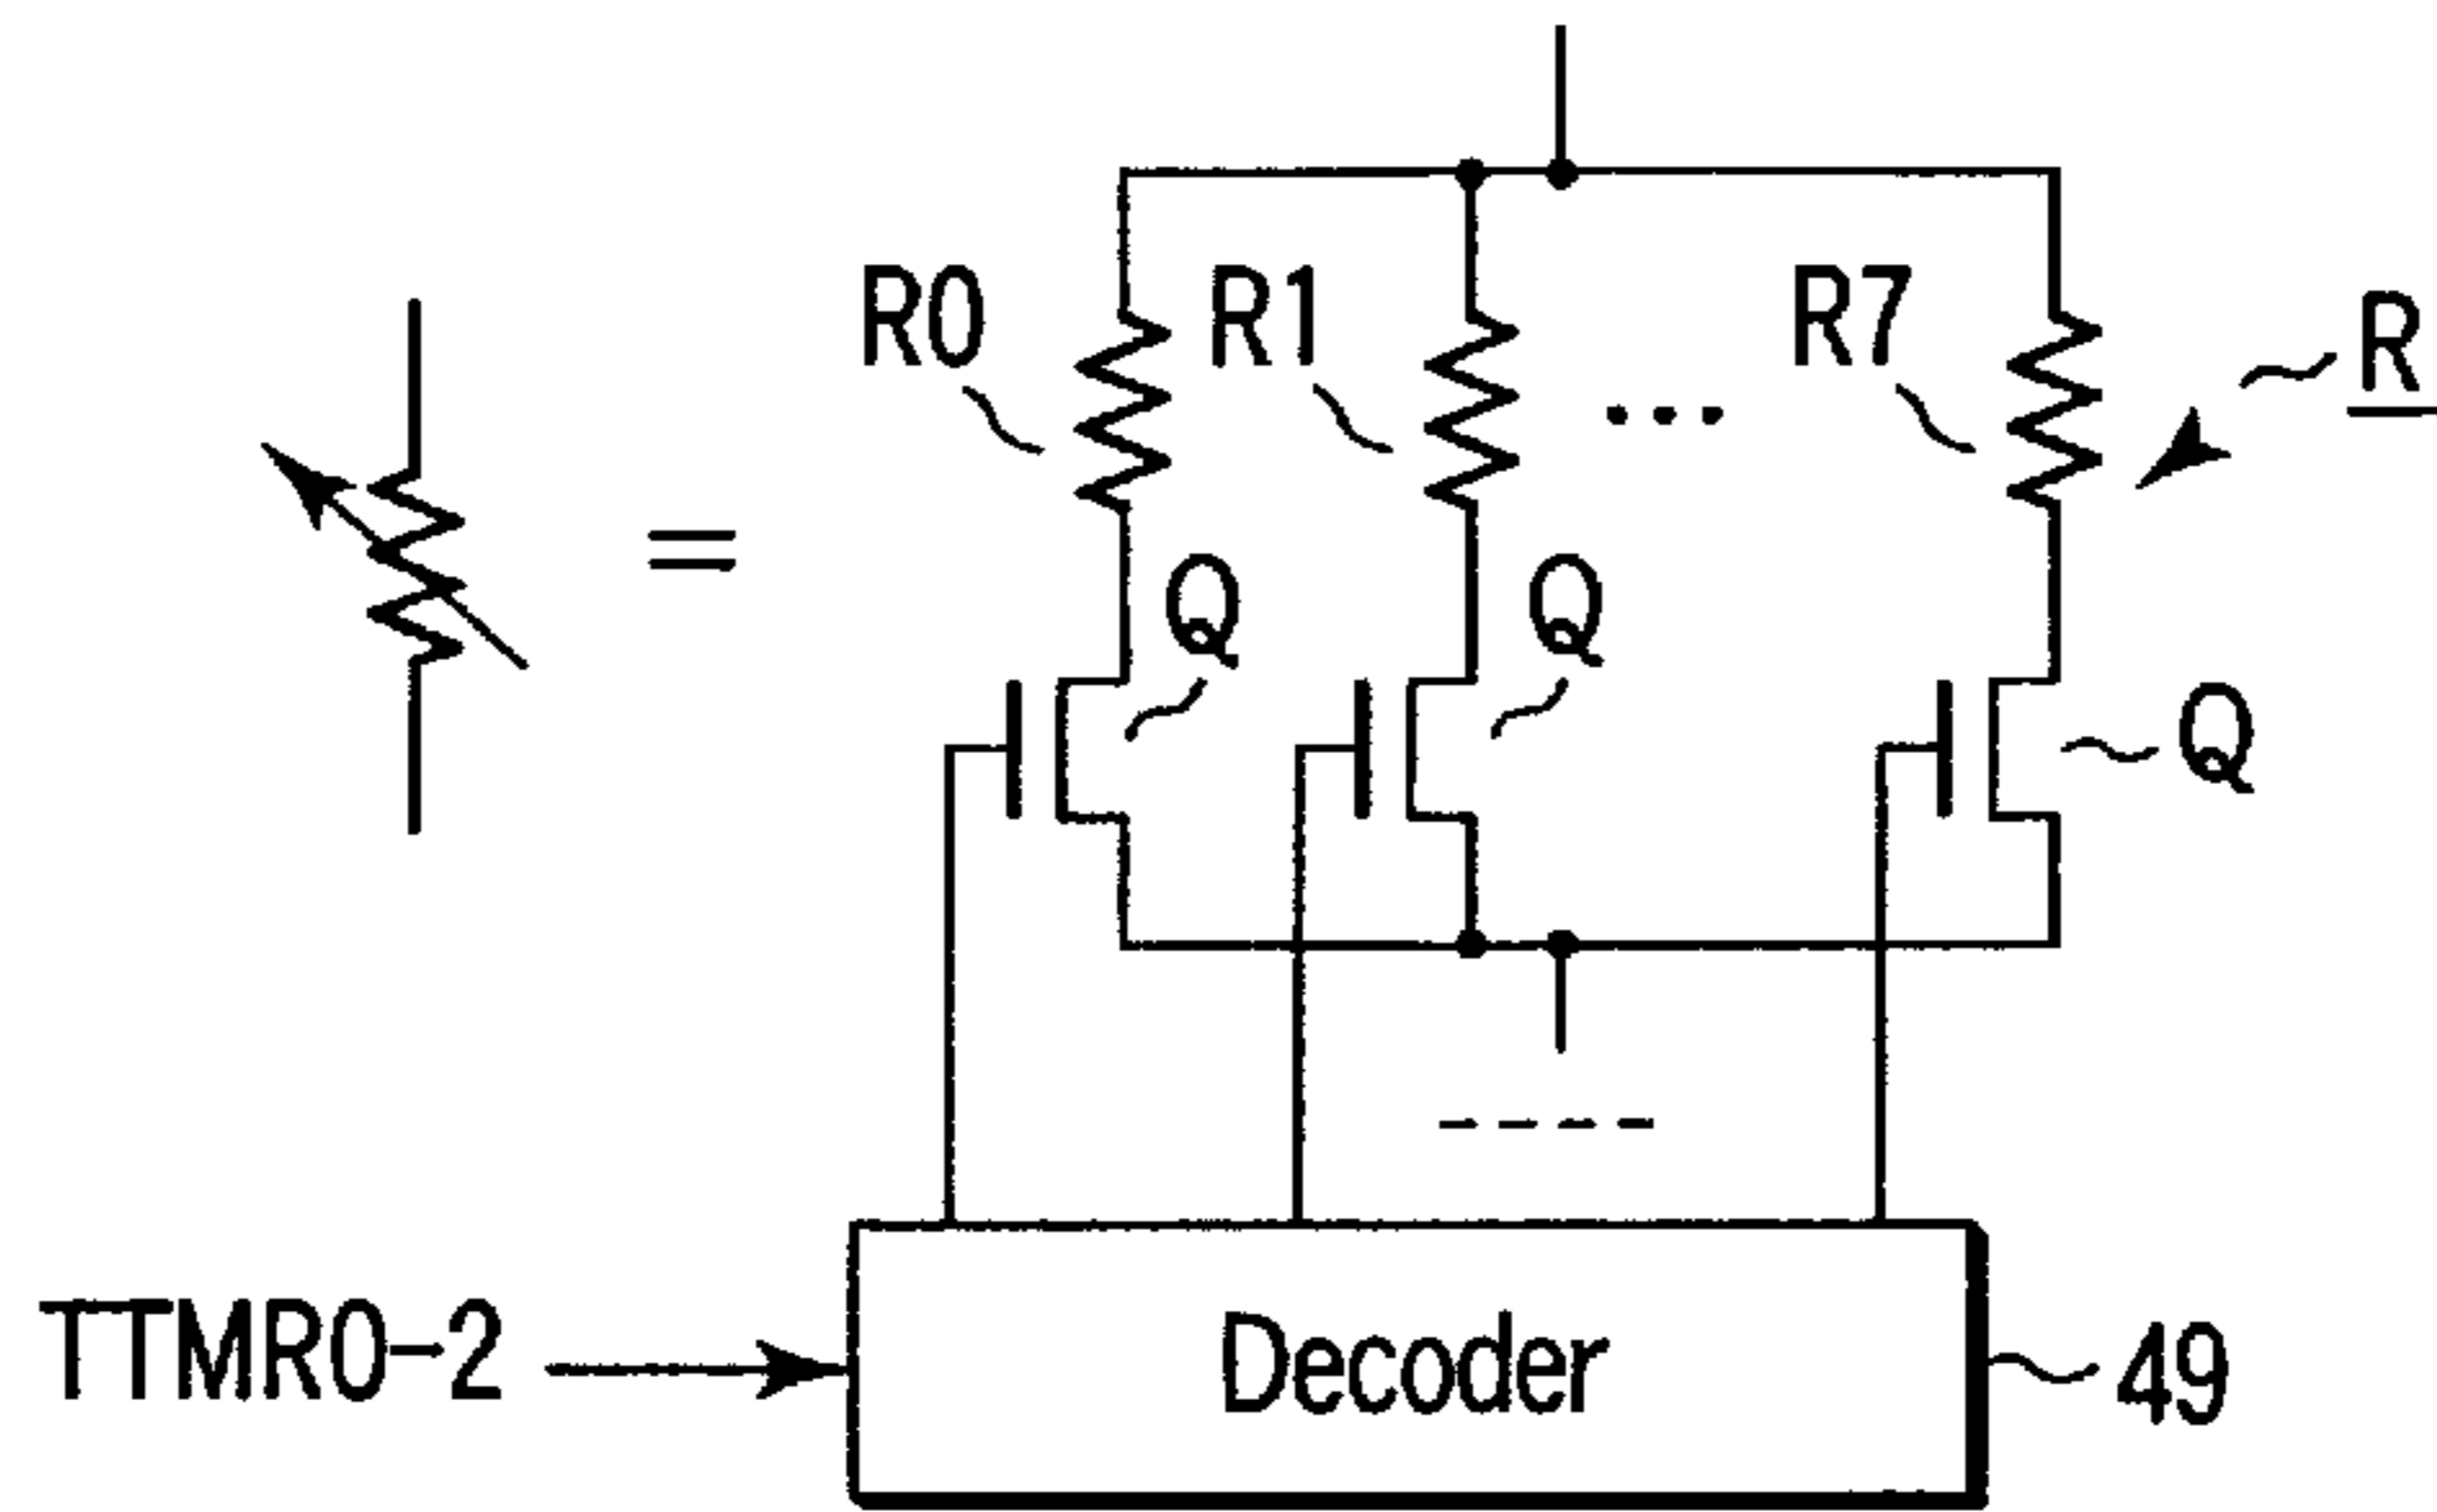 R0 R1 R7 R
=
...
Q Q
Q
TTMR0-2 Decoder 49